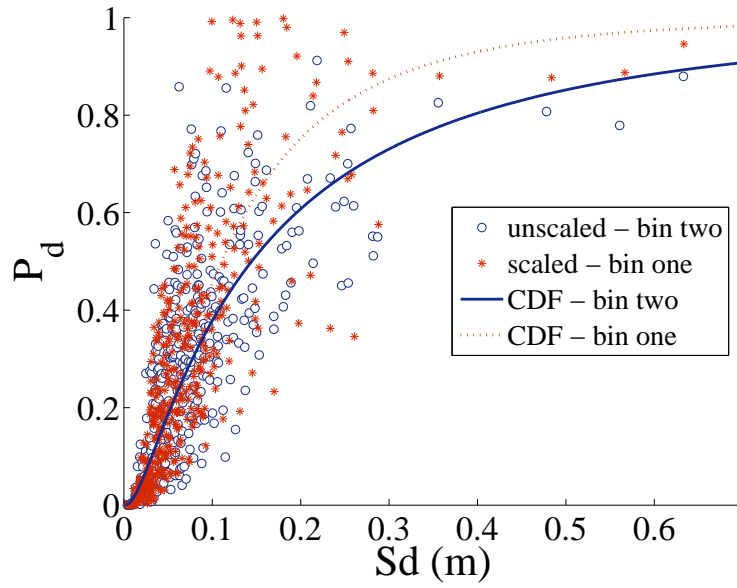 1
0.8
0.6
0.4
0.2
0
P_d
unscaled – bin two
scaled – bin one
CDF – bin two
CDF – bin one
0 0.1 0.2 0.3 0.4 0.5 0.6
Sd (m)